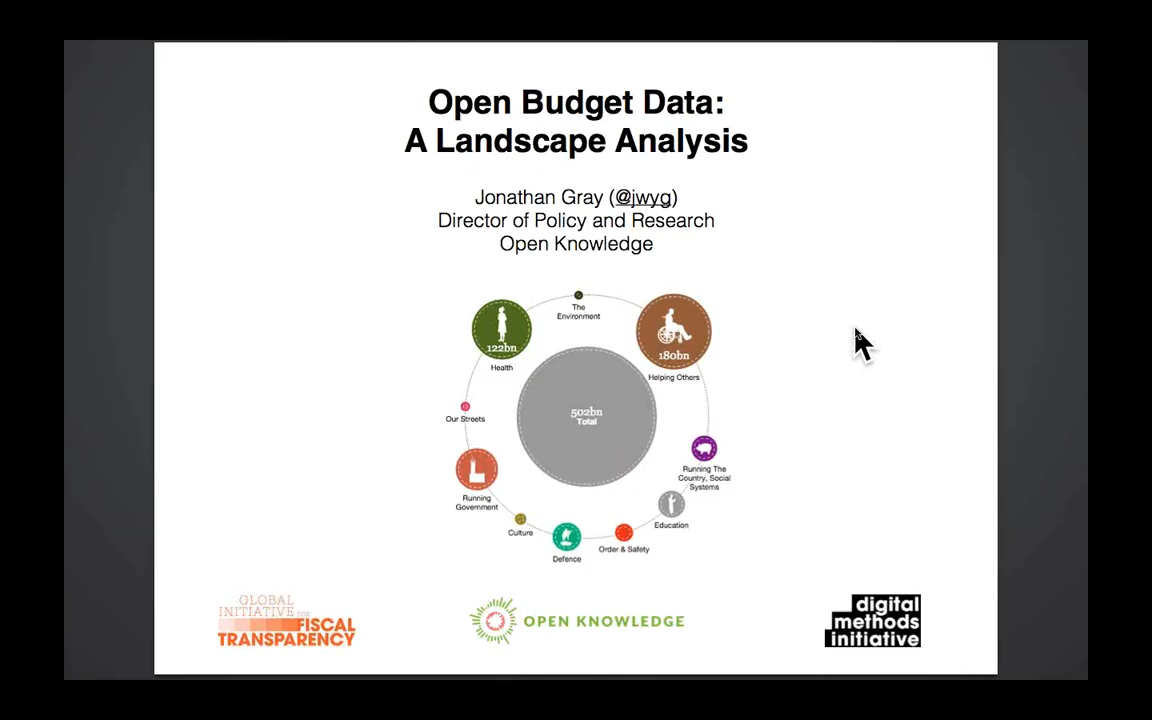 Open Budget Data:
A Landscape Analysis
Jonathan Gray (@jwyg)
Director of Policy and Research
Open Knowledge
The
Environment
122bn
Health
180bn
Helping Others
502bn
Total
Our Streets
Running The
Country, Social
Systems
Running
Government
Education
Culture
Order & Safety
Defence
GLOBAL
INITIATIVE FOR
FISCAL
TRANSPARENCY
OPEN KNOWLEDGE
digital
methods
initiative